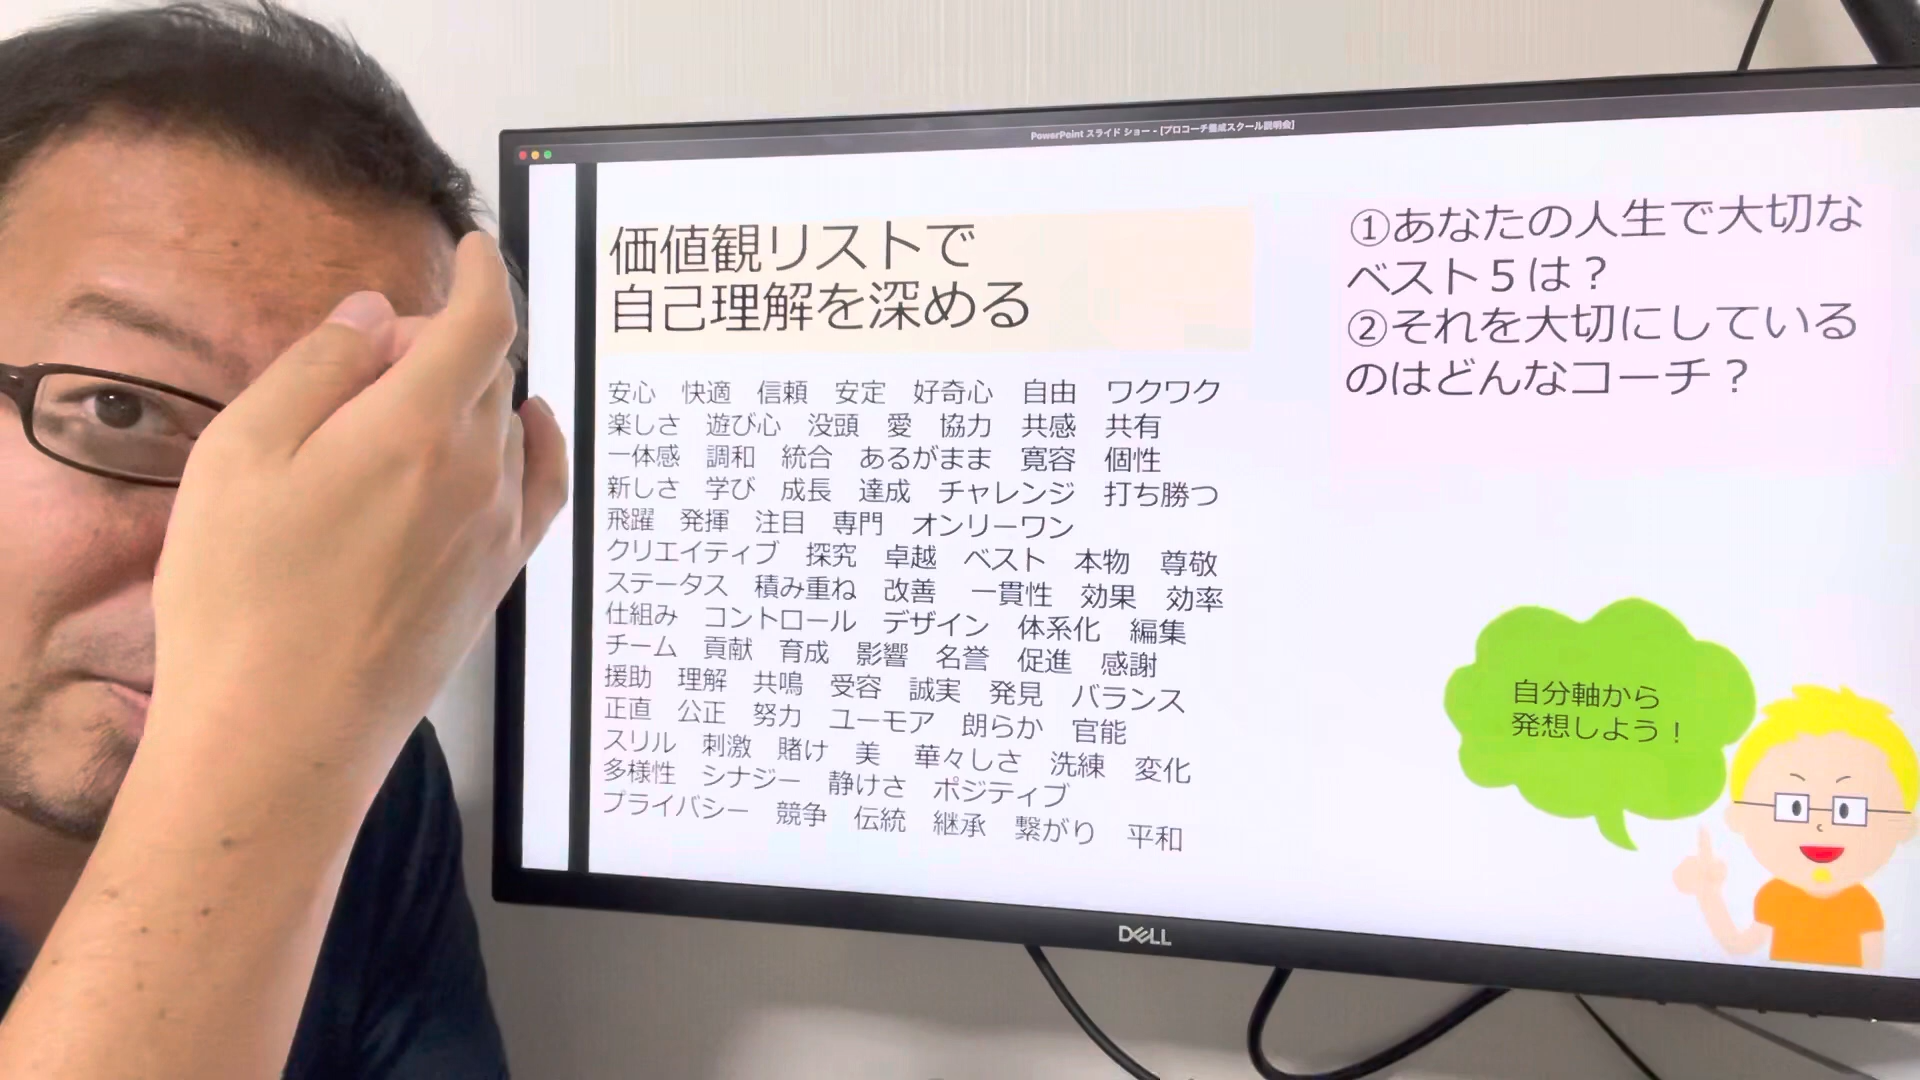 PowerPoint スライド ショー - [プロコーチ養成スクール説明会]
価値観リストで
自己理解を深める
安心　快適　信頼　安定　好奇心　自由　ワクワク
楽しさ　遊び心　没頭　愛　協力　共感　共有
一体感　調和　統合　あるがまま　寛容　個性
新しさ　学び　成長　達成　チャレンジ　打ち勝つ
飛躍　発揮　注目　専門　オンリーワン
クリエイティブ　探究　卓越　ベスト　本物　尊敬
ステータス　積み重ね　改善　一貫性　効果　効率
仕組み　コントロール　デザイン　体系化　編集
チーム　貢献　育成　影響　名誉　促進　感謝
援助　理解　共鳴　受容　誠実　発見　バランス
正直　公正　努力　ユーモア　朗らか　官能
スリル　刺激　賭け　美　華々しさ　洗練　変化
多様性　シナジー　静けさ　ポジティブ
プライバシー　競争　伝統　継承　繋がり　平和
①あなたの人生で大切な
ベスト５は？
②それを大切にしている
のはどんなコーチ？
自分軸から
発想しよう！
DELL